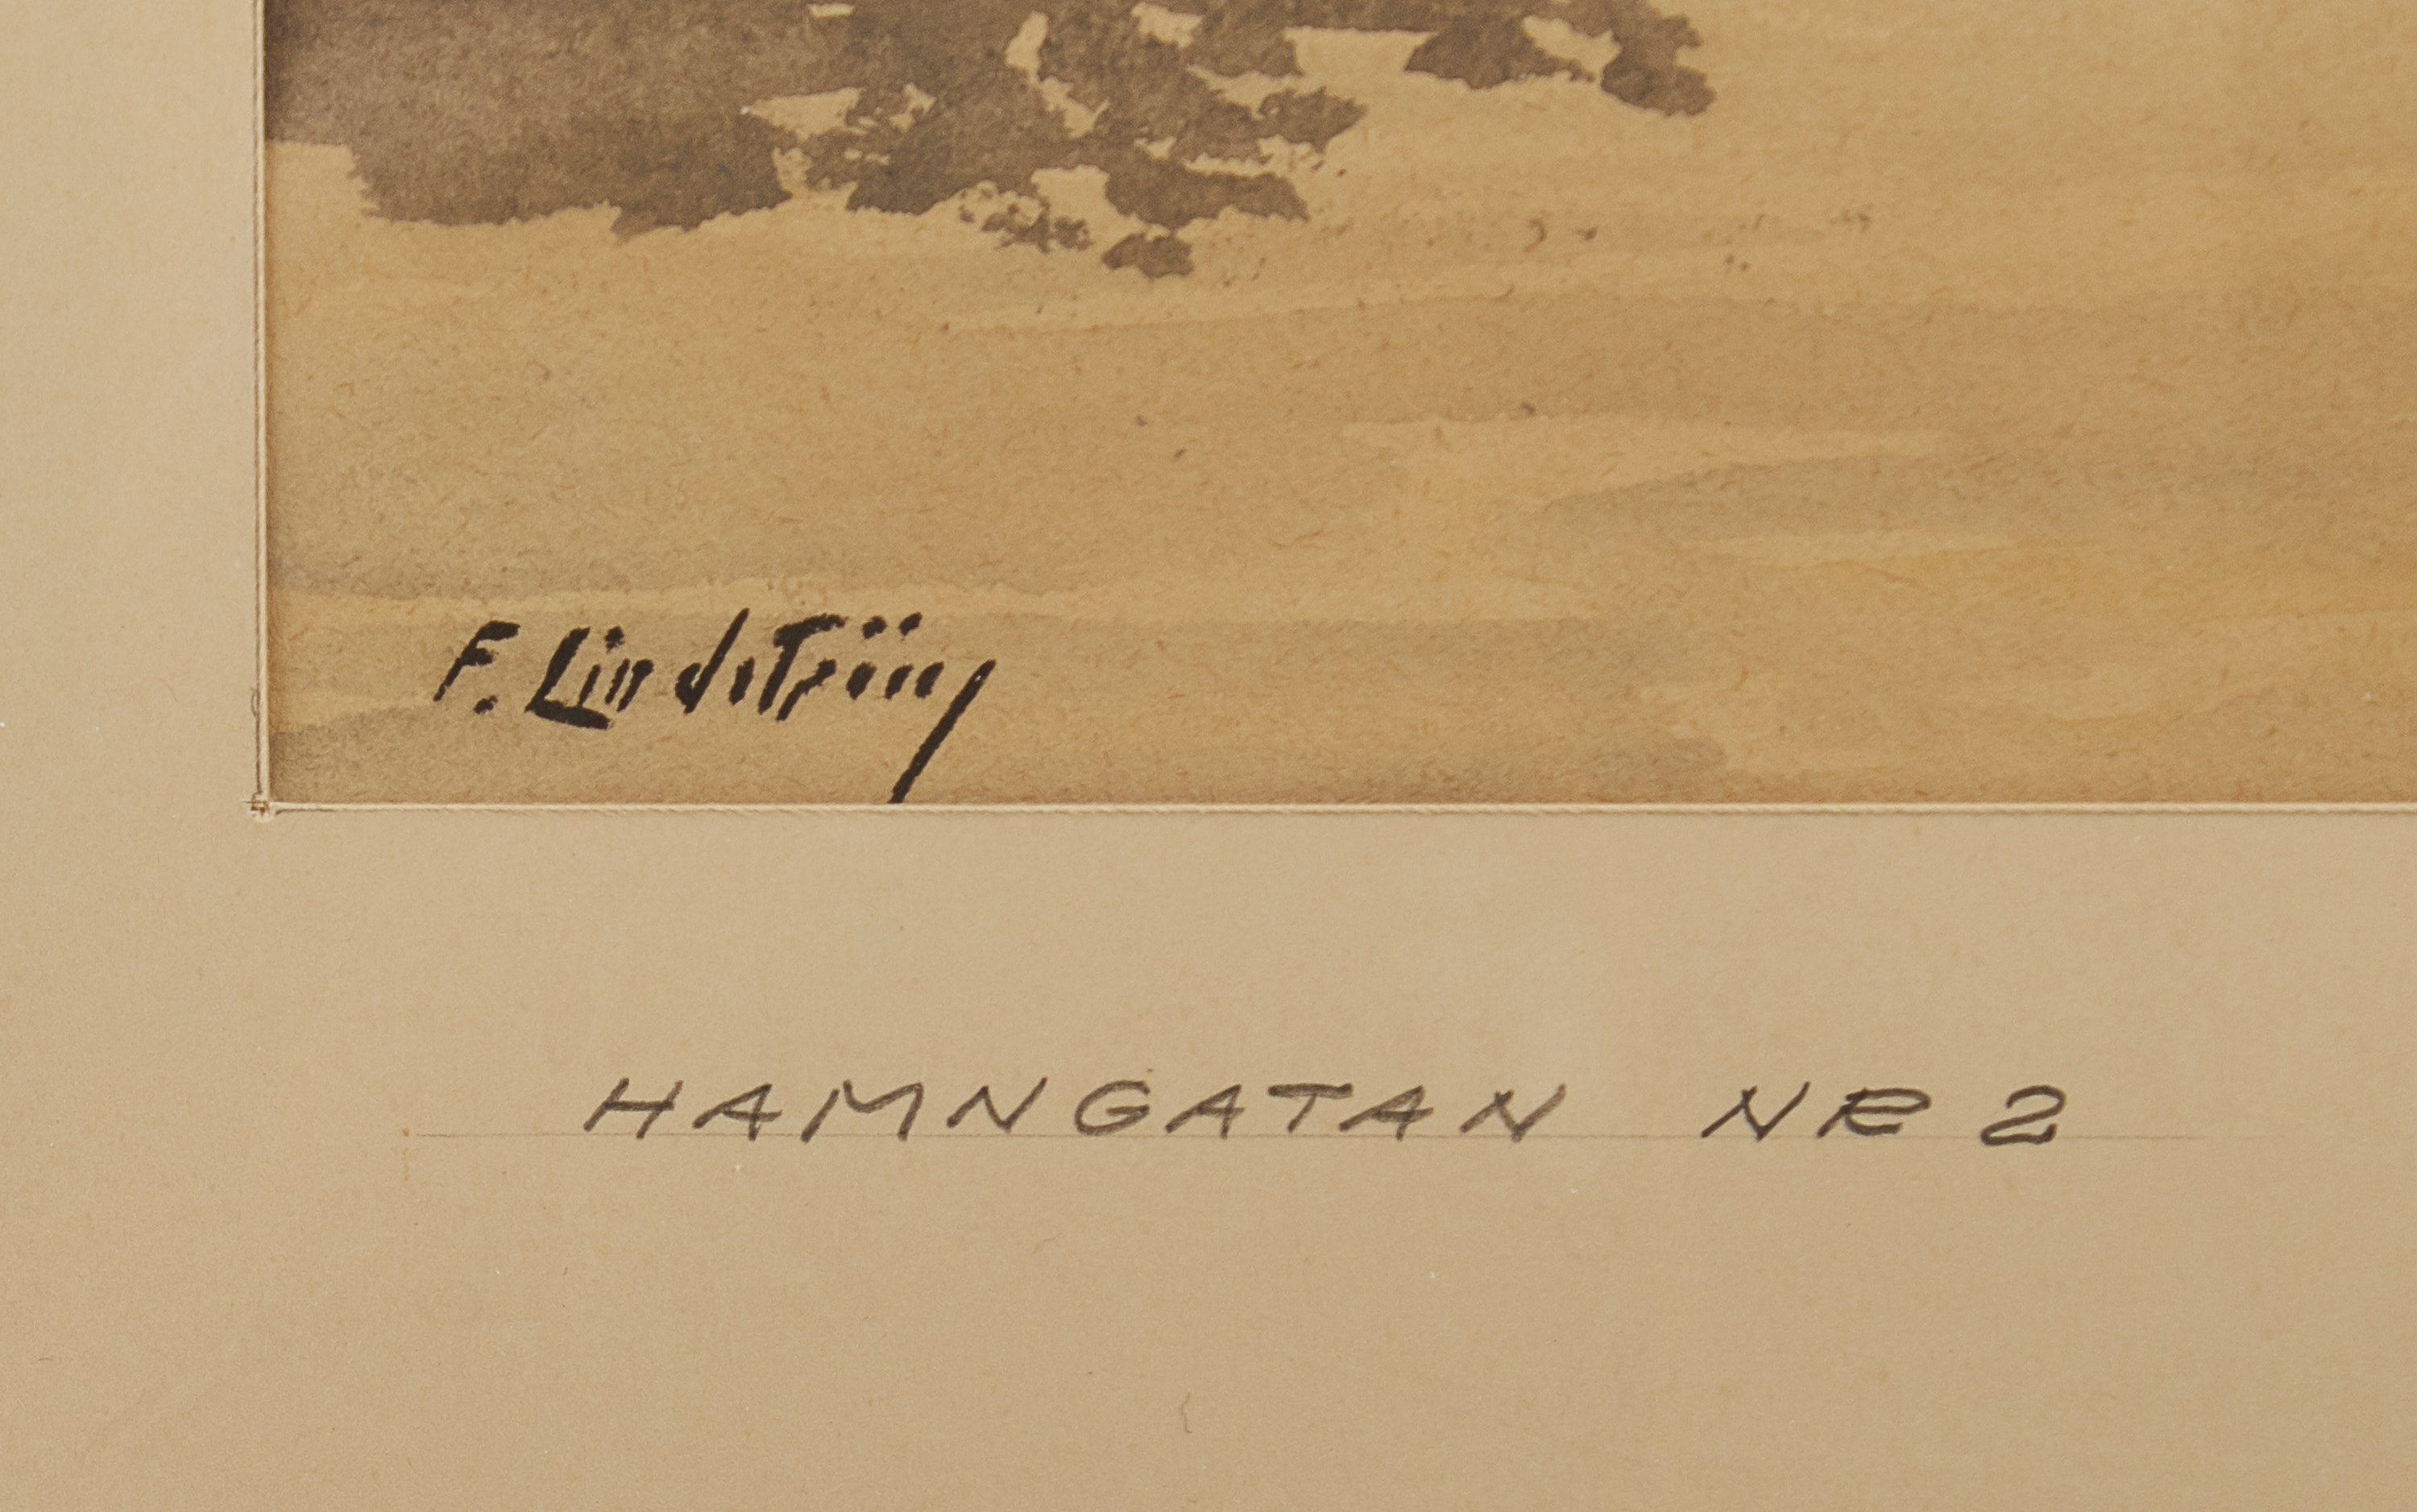 F. Lindström
HAMNGATAN NR 2